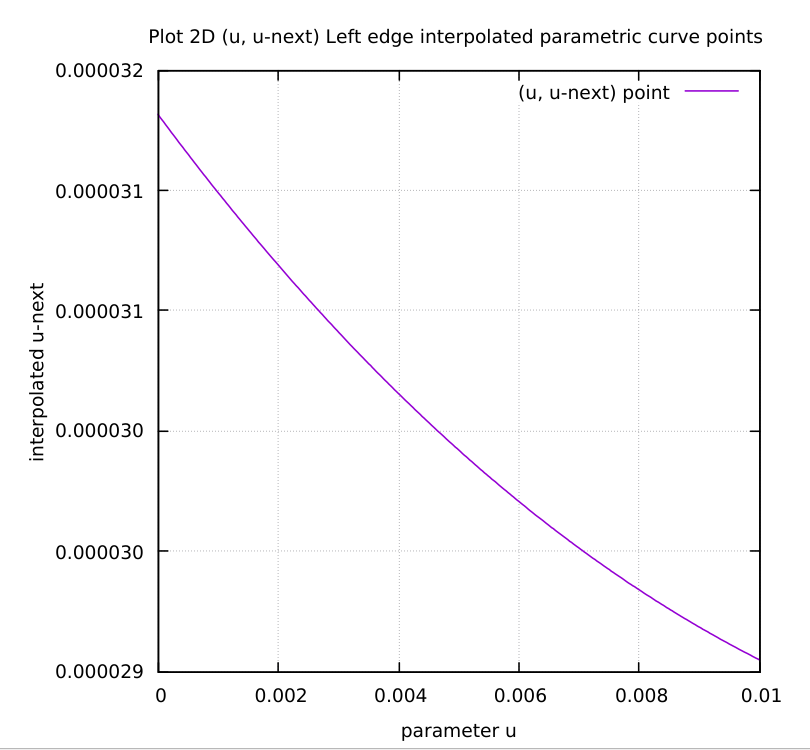 Plot 2D (u, u-next) Left edge interpolated parametric curve points
(u, u-next) point
0.000032
0.000031
0.000031
0.000030
0.000030
0.000029
interpolated u-next
0 0.002 0.004 0.006 0.008 0.01
parameter u